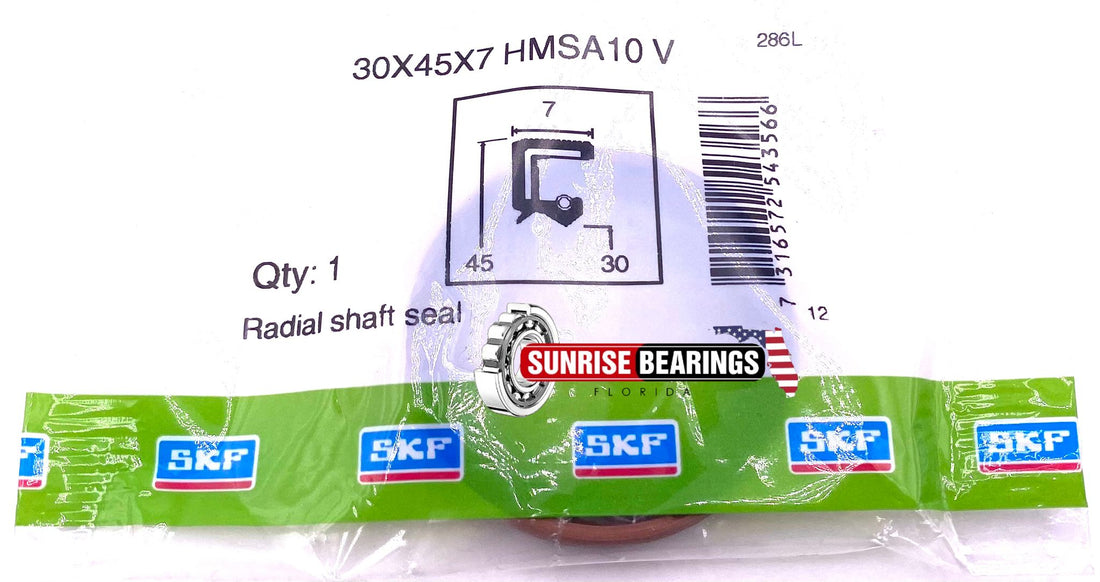 30X45X7 HMSA10 V
286L
7
45
30
7 316572 543566
12
Qty: 1
Radial shaft seal
SUNRISE BEARINGS
FLORIDA
SKF
SKF
SKF
SKF
SKF
SKF